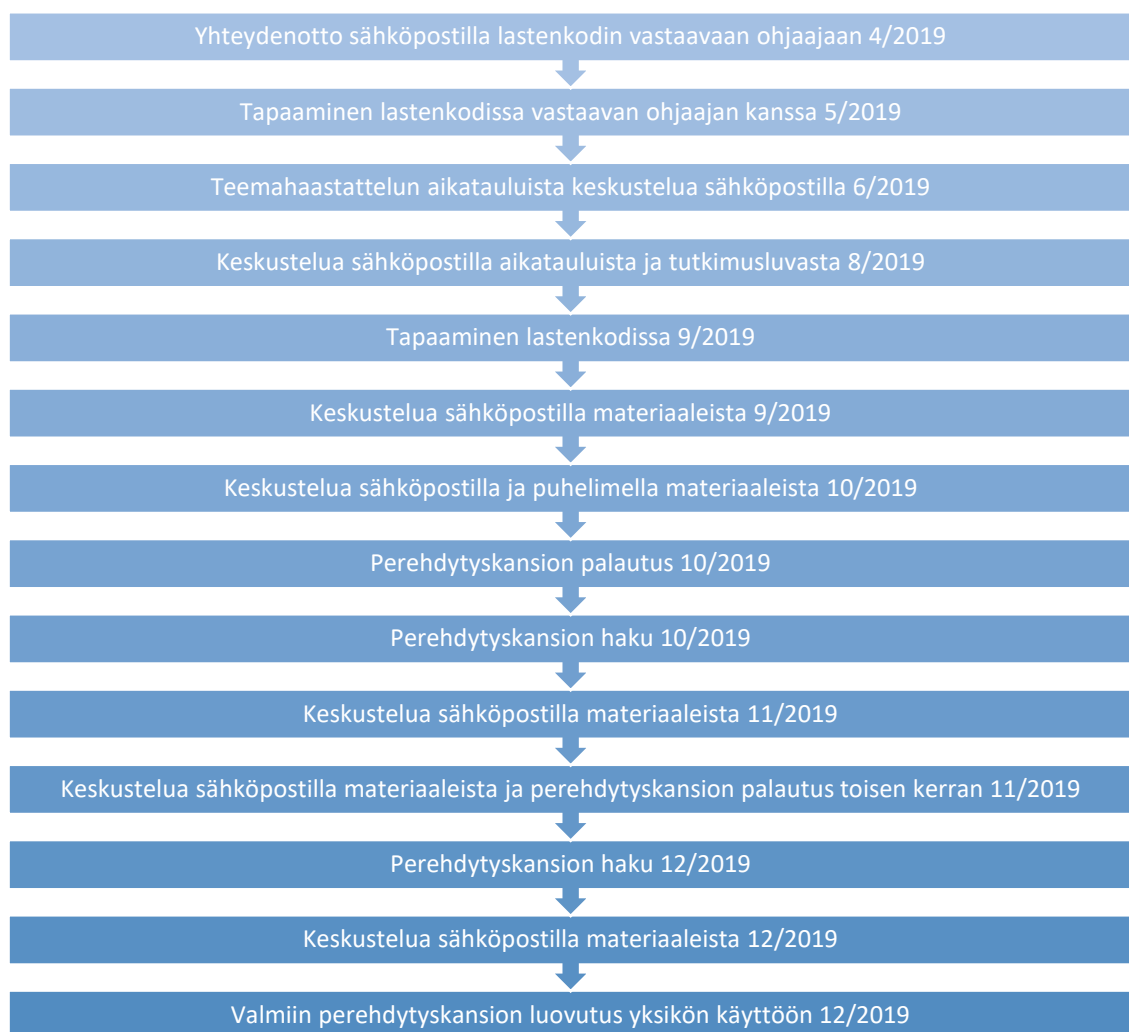 Yhteydenotto sähköpostilla lastenkodin vastaavaan ohjaajaan 4/2019
Tapaaminen lastenkodissa vastaavan ohjaajan kanssa 5/2019
Teemahaastattelun aikatauluista keskustelua sähköpostilla 6/2019
Keskustelua sähköpostilla aikatauluista ja tutkimusluvasta 8/2019
Tapaaminen lastenkodissa 9/2019
Keskustelua sähköpostilla materiaaleista 9/2019
Keskustelua sähköpostilla ja puhelimella materiaaleista 10/2019
Perehdytyskansion palautus 10/2019
Perehdytyskansion haku 10/2019
Keskustelua sähköpostilla materiaaleista 11/2019
Keskustelua sähköpostilla materiaaleista ja perehdytyskansion palautus toisen kerran 11/2019
Perehdytyskansion haku 12/2019
Keskustelua sähköpostilla materiaaleista 12/2019
Valmiin perehdytyskansion luovutus yksikön käyttöön 12/2019